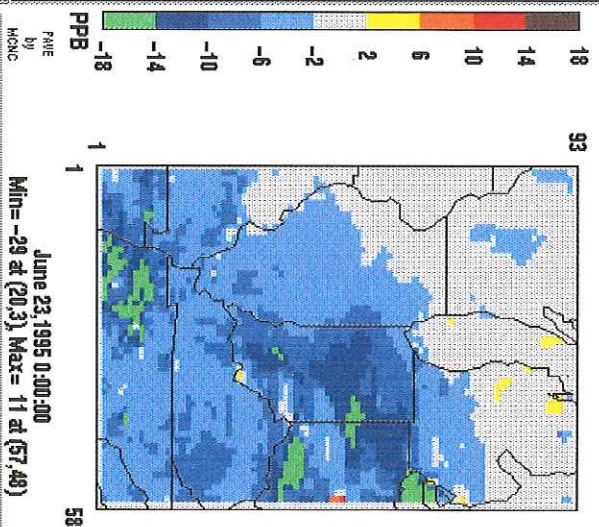 18
14
10
6
2
-2
-6
-10
-14
-18
PPB
PAVE
by
MCNC
93
1
1
58
June 23,1995 0:00:00
Min= -29 at (20,3), Max= 11 at (57,48)